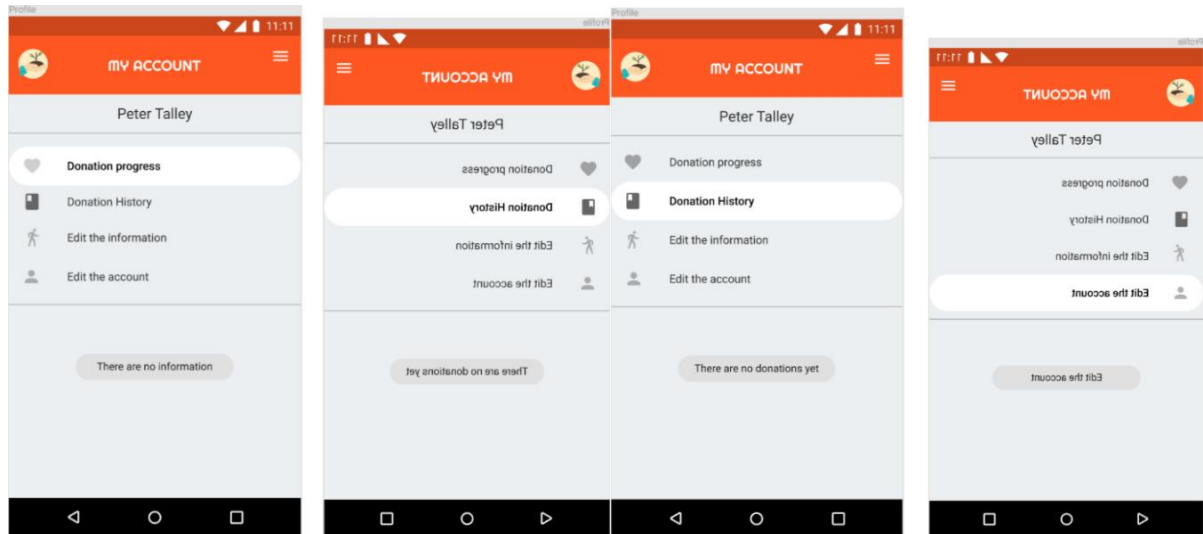 Profile
11:11
MY ACCOUNT
Peter Talley
Donation progress
Donation History
Edit the information
Edit the account
There are no information
Profile
11:11
MY ACCOUNT
Peter Talley
Donation progress
Donation History
Edit the information
Edit the account
There are no donations yet
Profile
11:11
MY ACCOUNT
Peter Talley
Donation progress
Donation History
Edit the information
Edit the account
There are no donations yet
Profile
11:11
MY ACCOUNT
Peter Talley
Donation progress
Donation History
Edit the information
Edit the account
Edit the account